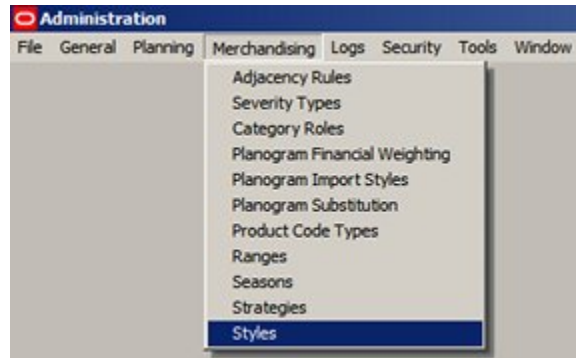 Administration
File General Planning Merchandising Logs Security Tools Window
Adjacency Rules
Severity Types
Category Roles
Planogram Financial Weighting
Planogram Import Styles
Planogram Substitution
Product Code Types
Ranges
Seasons
Strategies
Styles